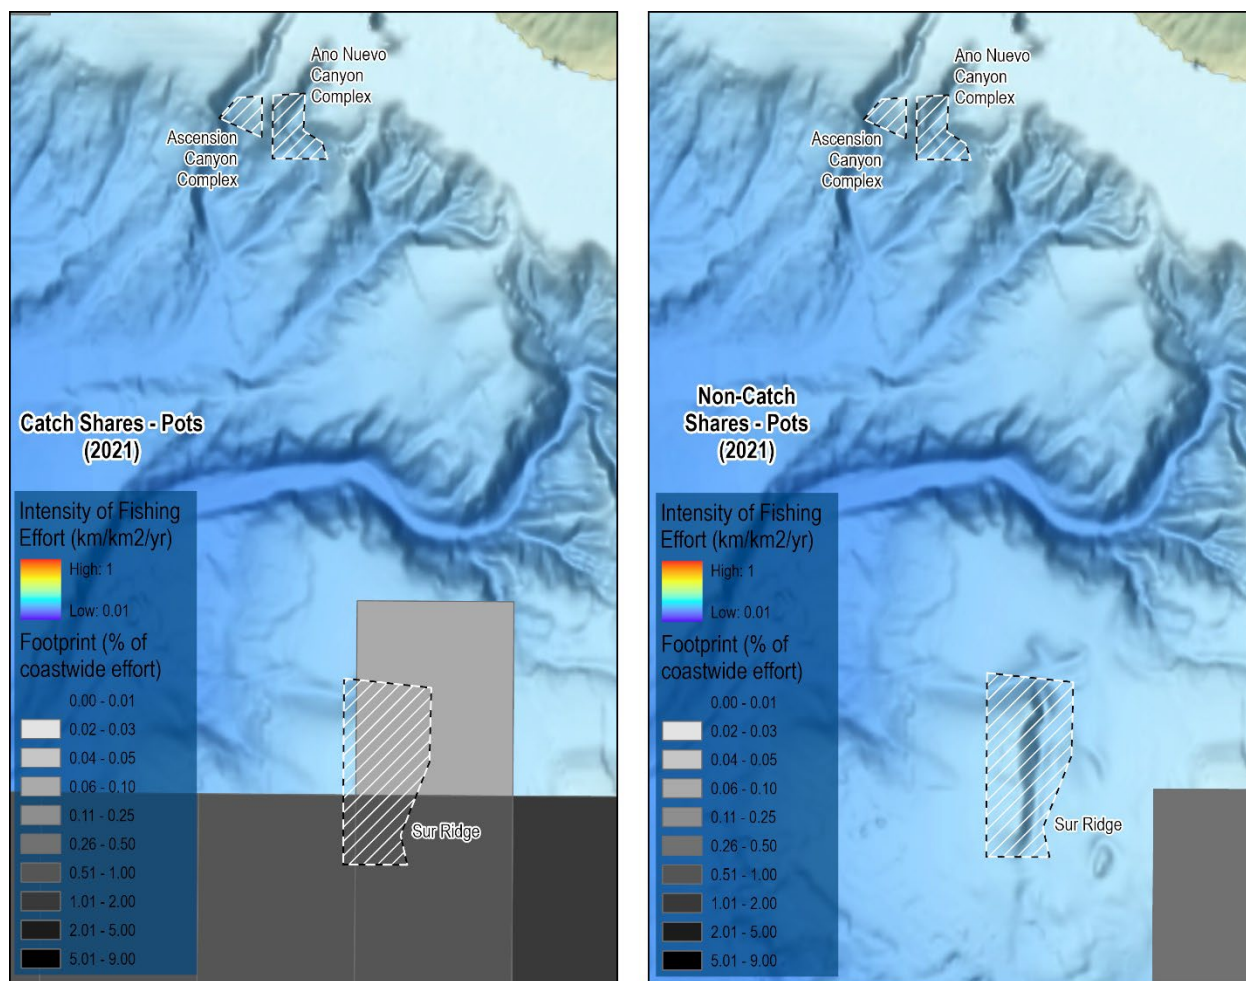 Ano Nuevo
Canyon
Complex
Ascension
Canyon
Complex
Catch Shares - Pots
(2021)
Intensity of Fishing
Effort (km/km2/yr)
High: 1
Low: 0.01
Footprint (% of
coastwide effort)
0.00 - 0.01
0.02 - 0.03
0.04 - 0.05
0.06 - 0.10
0.11 - 0.25
0.26 - 0.50
0.51 - 1.00
1.01 - 2.00
2.01 - 5.00
5.01 - 9.00
Sur Ridge
Ano Nuevo
Canyon
Complex
Ascension
Canyon
Complex
Non-Catch
Shares - Pots
(2021)
Intensity of Fishing
Effort (km/km2/yr)
High: 1
Low: 0.01
Footprint (% of
coastwide effort)
0.00 - 0.01
0.02 - 0.03
0.04 - 0.05
0.06 - 0.10
0.11 - 0.25
0.26 - 0.50
0.51 - 1.00
1.01 - 2.00
2.01 - 5.00
5.01 - 9.00
Sur Ridge